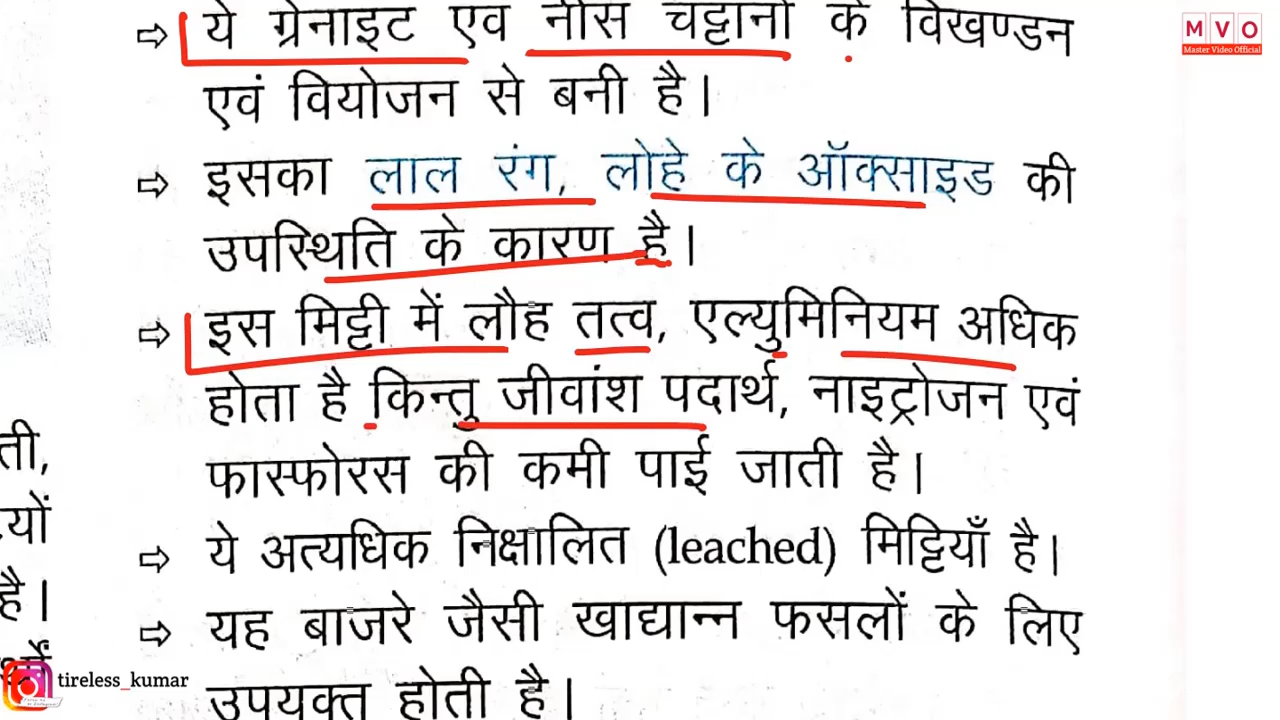 ⇨ ये ग्रेनाइट एवं नीस चट्टानों के विखण्डन
एवं वियोजन से बनी है।
⇨ इसका लाल रंग, लोहे के ऑक्साइड की
उपस्थिति के कारण है।
⇨ इस मिट्टी में लौह तत्व, एल्युमिनियम अधिक
होता है किन्तु जीवांश पदार्थ, नाइट्रोजन एवं
फास्फोरस की कमी पाई जाती है।
⇨ ये अत्यधिक निक्षालित (leached) मिट्टियाँ है।
⇨ यह बाजरे जैसी खाद्यान्न फसलों के लिए
उपयुक्त होती है।
ती,
यों
है।
MVO
Master Video Official
tireless_kumar